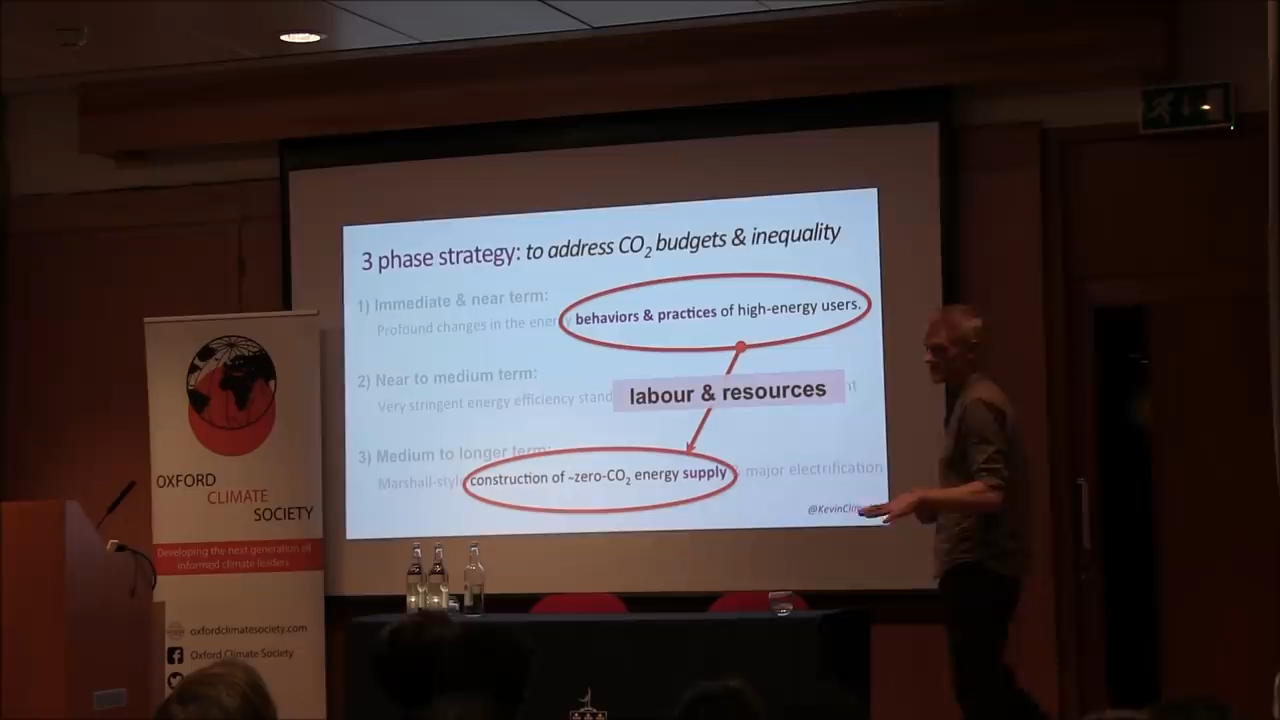 3 phase strategy: to address CO2 budgets & inequality
1) Immediate & near term:
Profound changes in the energy behaviors & practices of high-energy users.
2) Near to medium term:
Very stringent energy efficiency stand
labour & resources
3) Medium to longer term:
Marshall-style construction of ~zero-CO2 energy supply & major electrification
OXFORD
CLIMATE
SOCIETY
Developing the next generation of
informed climate leaders
oxfordclimatesociety.com
Oxford Climate Society